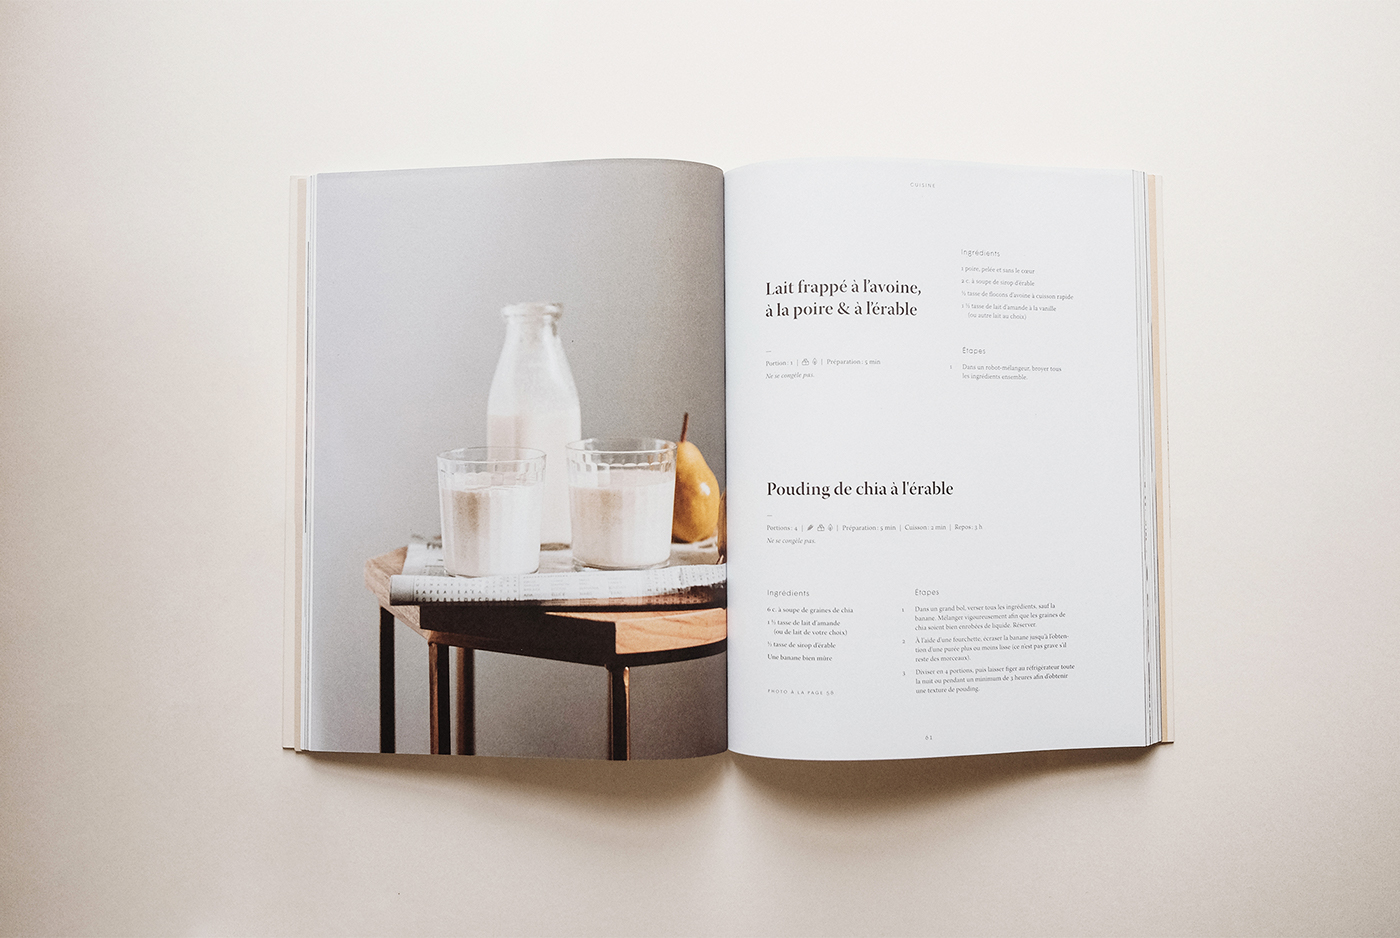 CUISINE
Lait frappé à l'avoine,
à la poire & à l'érable
—
Portion : 1 | | Préparation : 5 min
Ne se congèle pas.
Ingrédients
1 poire, pelée et sans le cœur
2 c. à soupe de sirop d'érable
tasse de flocons d'avoine à cuisson rapide
1 ½ tasse de lait d'amande à la vanille
(ou autre lait au choix)
Étapes
1 Dans un robot-mélangeur, broyer tous
les ingrédients ensemble.
Pouding de chia à l'érable
—
Portions : 4 | | Préparation : 5 min | Cuisson : 2 min | Repos : 3 h
Ne se congèle pas.
Ingrédients
6 c. à soupe de graines de chia
1 ½ tasse de lait d'amande
(ou de lait de votre choix)
tasse de sirop d'érable
Une banane bien mûre
PHOTO À LA PAGE 58
Étapes
1 Dans un grand bol, verser tous les ingrédients, sauf la
banane. Mélanger vigoureusement afin que les graines de
chia soient bien enrobées de liquide. Réserver.
2 À l'aide d'une fourchette, écraser la banane jusqu'à l'obten-
tion d'une purée plus ou moins lisse (ce n'est pas grave s'il
reste des morceaux).
3 Diviser en 4 portions, puis laisser figer au réfrigérateur toute
la nuit ou pendant un minimum de 3 heures afin d'obtenir
une texture de pouding.
61